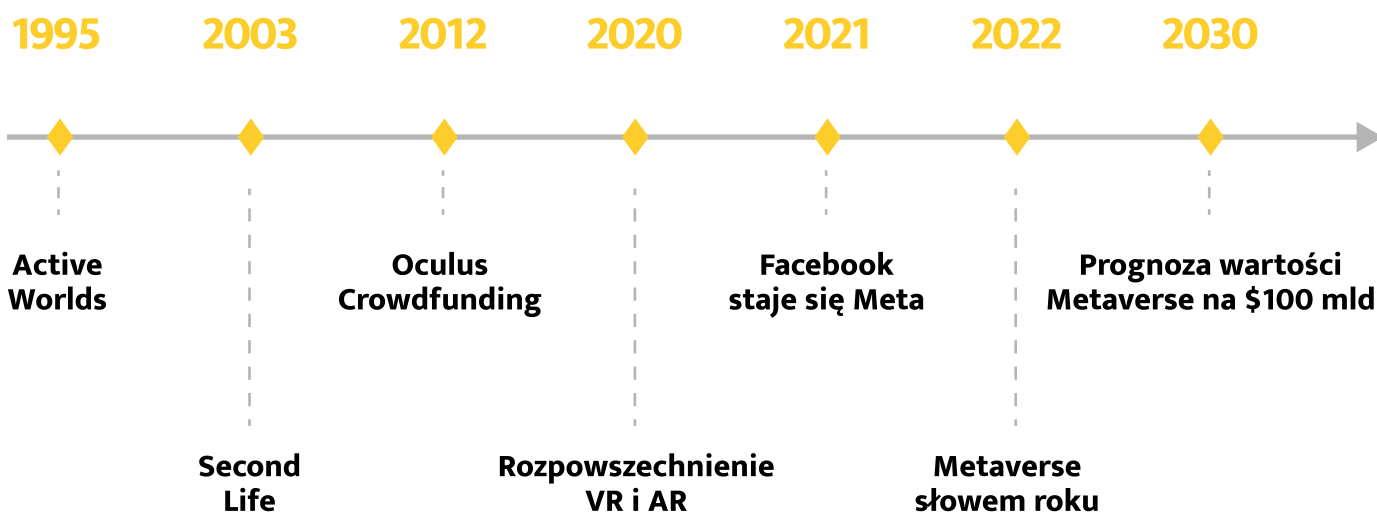 1995 2003 2012 2020 2021 2022 2030
Active
Worlds
Oculus
Crowdfunding
Facebook
staje się Meta
Prognoza wartości
Metaverse na $100 mld
Second
Life
Rozpowszechnienie
VR i AR
Metaverse
słowem roku